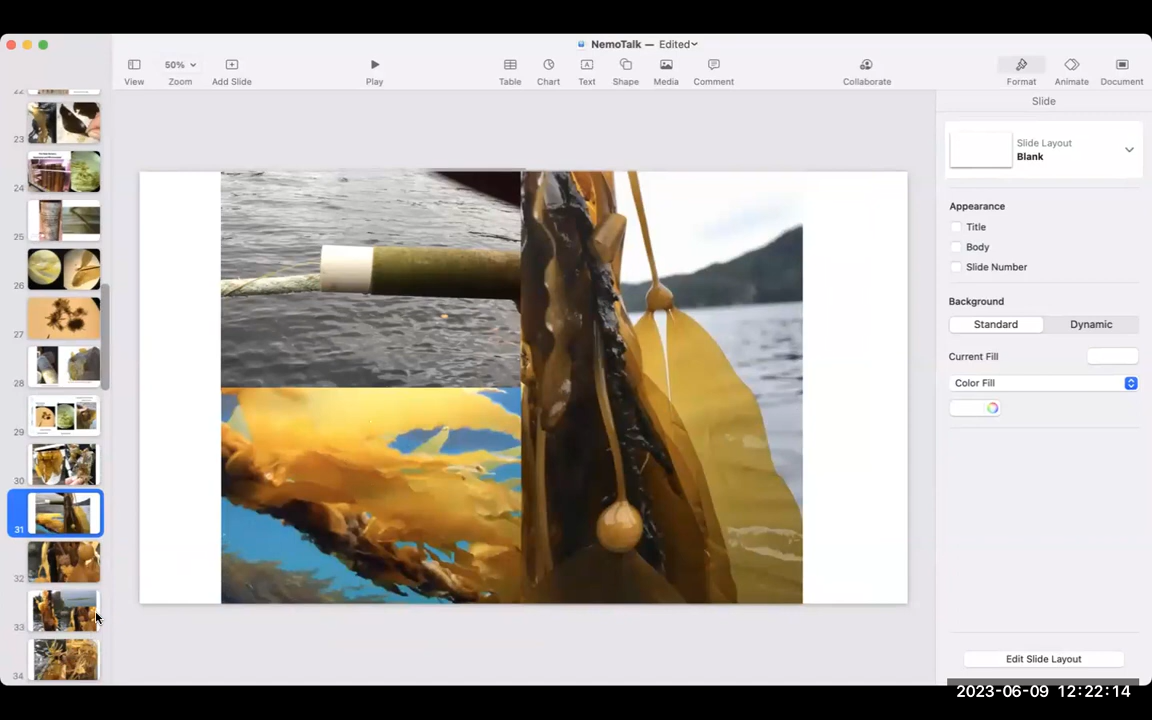 NemoTalk — Edited
50%
View
Zoom
Add Slide
Play
Table
Chart
Text
Shape
Media
Comment
Collaborate
Format
Animate
Document
22
23
24
25
26
27
28
29
30
31
32
33
34
Slide
Slide Layout
Blank
Appearance
Title
Body
Slide Number
Background
Standard
Dynamic
Current Fill
Color Fill
Edit Slide Layout
2023-06-09 12:22:14